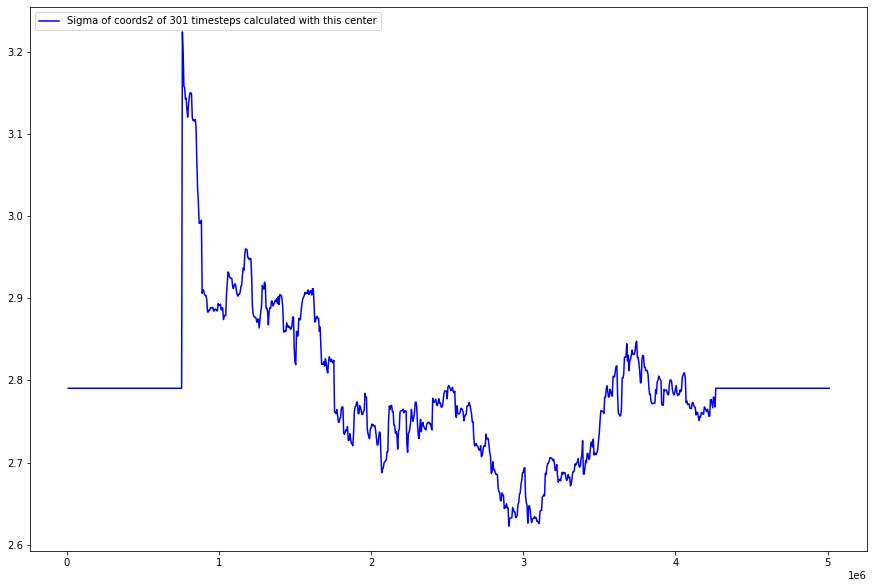 Sigma of coords2 of 301 timesteps calculated with this center
3.2
3.1
3.0
2.9
2.8
2.7
2.6
0 1 2 3 4 5
1e6